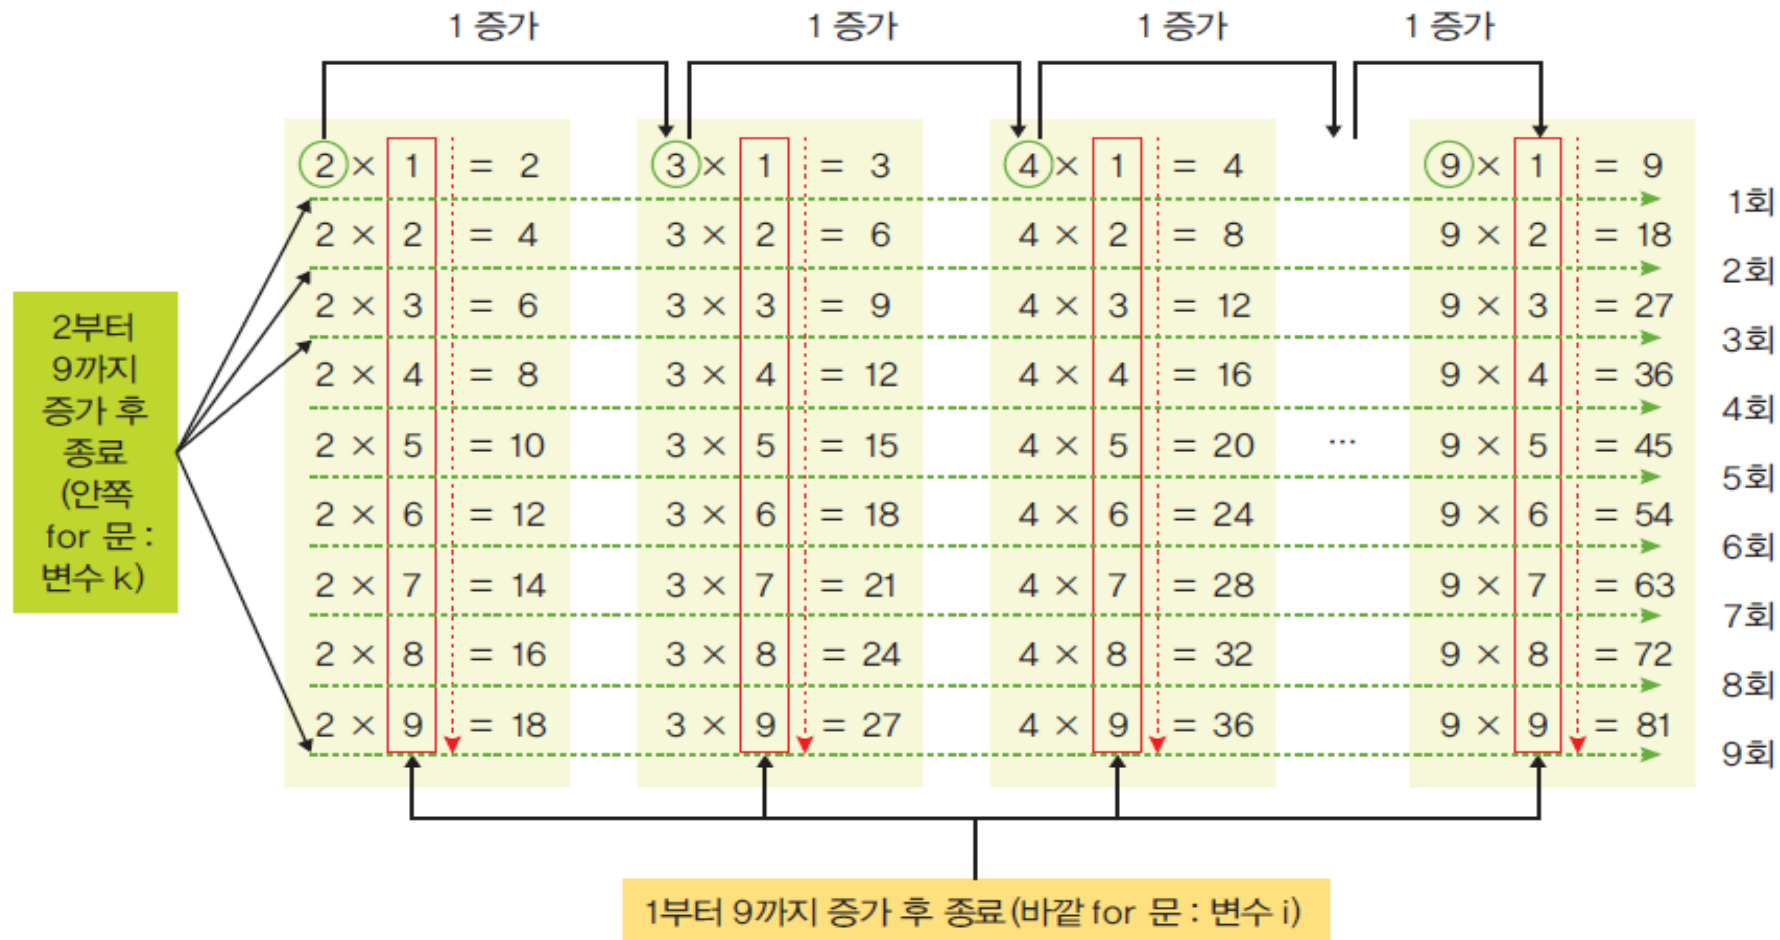 1 증가 1 증가 1 증가 1 증가
2 × 1 = 2 3 × 1 = 3 4 × 1 = 4 9 × 1 = 9
1회
2 × 2 = 4 3 × 2 = 6 4 × 2 = 8 9 × 2 = 18
2회
2 × 3 = 6 3 × 3 = 9 4 × 3 = 12 9 × 3 = 27
3회
2 × 4 = 8 3 × 4 = 12 4 × 4 = 16 9 × 4 = 36
4회
2 × 5 = 10 3 × 5 = 15 4 × 5 = 20 … 9 × 5 = 45
5회
2 × 6 = 12 3 × 6 = 18 4 × 6 = 24 9 × 6 = 54
6회
2 × 7 = 14 3 × 7 = 21 4 × 7 = 28 9 × 7 = 63
7회
2 × 8 = 16 3 × 8 = 24 4 × 8 = 32 9 × 8 = 72
8회
2 × 9 = 18 3 × 9 = 27 4 × 9 = 36 9 × 9 = 81
9회
2부터
9까지
증가 후
종료
(안쪽
for 문 :
변수 k)
1부터 9까지 증가 후 종료(바깥 for 문 : 변수 i)